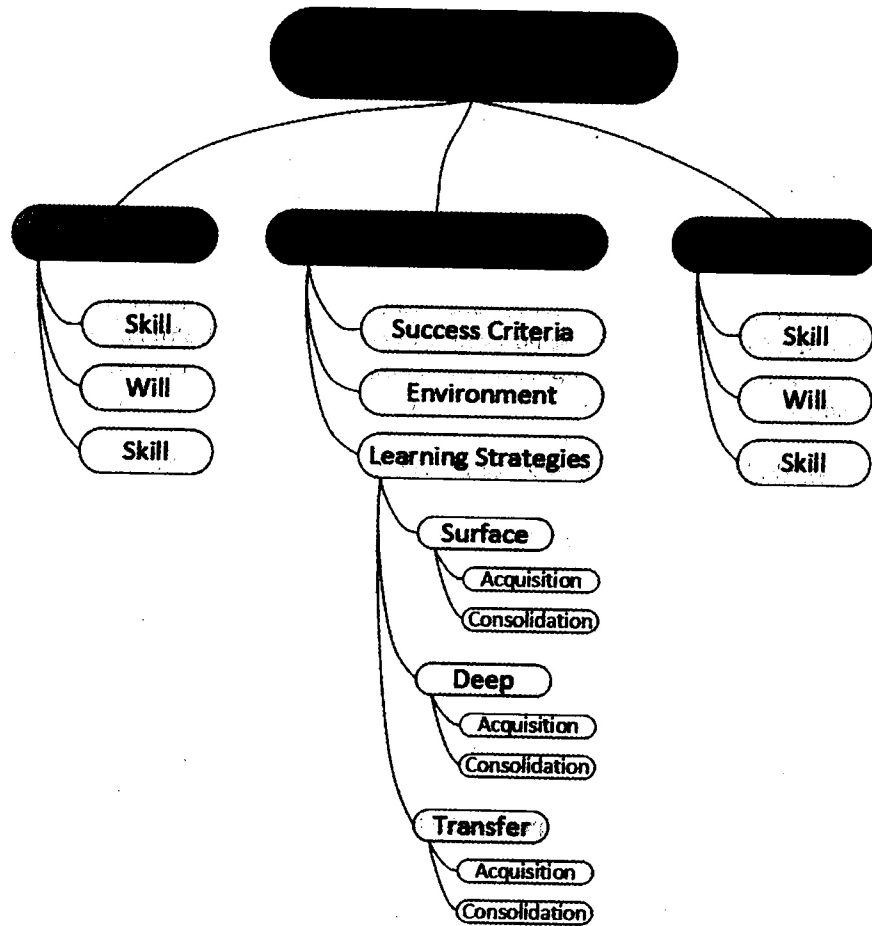 Skill
Will
Skill
Success Criteria
Environment
Learning Strategies
Surface
Acquisition
Consolidation
Deep
Acquisition
Consolidation
Transfer
Acquisition
Consolidation
Skill
Will
Skill